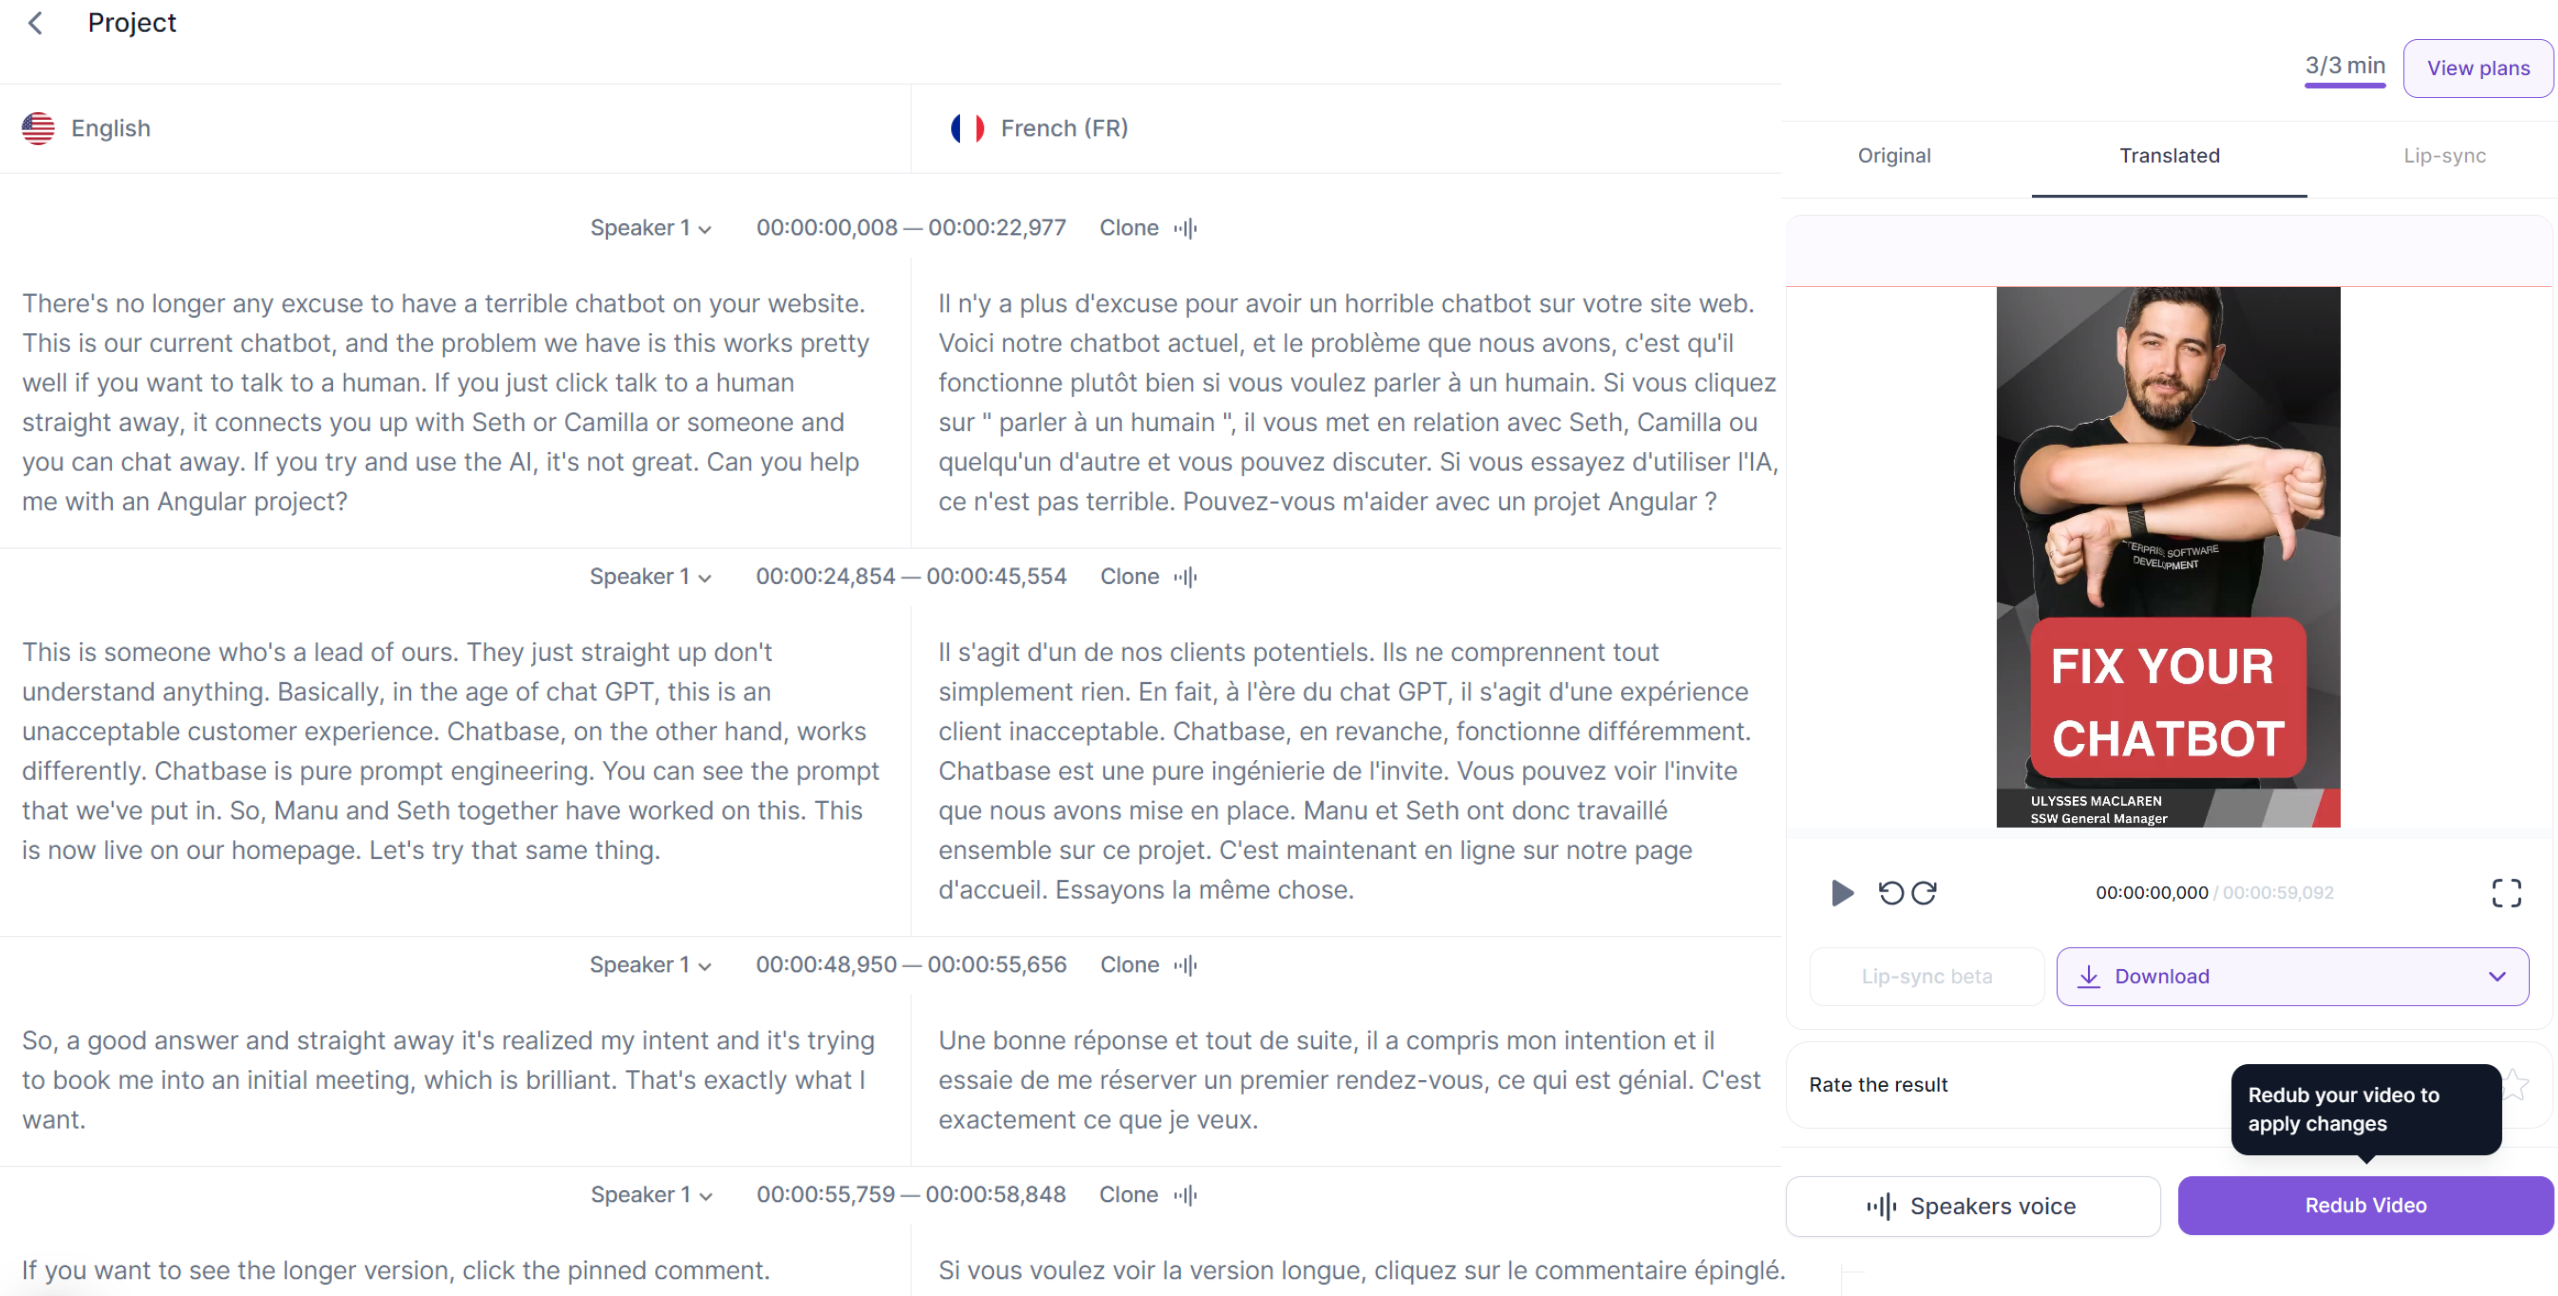 Project
3/3 min
View plans
English
French (FR)
Original
Translated
Lip-sync
Speaker 1
00:00:00,008 — 00:00:22,977
Clone
There's no longer any excuse to have a terrible chatbot on your website.
This is our current chatbot, and the problem we have is this works pretty
well if you want to talk to a human. If you just click talk to a human
straight away, it connects you up with Seth or Camilla or someone and
you can chat away. If you try and use the AI, it's not great. Can you help
me with an Angular project?
Il n'y a plus d'excuse pour avoir un horrible chatbot sur votre site web.
Voici notre chatbot actuel, et le problème que nous avons, c'est qu'il
fonctionne plutôt bien si vous voulez parler à un humain. Si vous cliquez
sur " parler à un humain ", il vous met en relation avec Seth, Camilla ou
quelqu'un d'autre et vous pouvez discuter. Si vous essayez d'utiliser l'IA,
ce n'est pas terrible. Pouvez-vous m'aider avec un projet Angular ?
Speaker 1
00:00:24,854 — 00:00:45,554
Clone
This is someone who's a lead of ours. They just straight up don't
understand anything. Basically, in the age of chat GPT, this is an
unacceptable customer experience. Chatbase, on the other hand, works
differently. Chatbase is pure prompt engineering. You can see the prompt
that we've put in. So, Manu and Seth together have worked on this. This
is now live on our homepage. Let's try that same thing.
Il s'agit d'un de nos clients potentiels. Ils ne comprennent tout
simplement rien. En fait, à l'ère du chat GPT, il s'agit d'une expérience
client inacceptable. Chatbase, en revanche, fonctionne différemment.
Chatbase est une pure ingénierie de l'invite. Vous pouvez voir l'invite
que nous avons mise en place. Manu et Seth ont donc travaillé
ensemble sur ce projet. C'est maintenant en ligne sur notre page
d'accueil. Essayons la même chose.
Speaker 1
00:00:48,950 — 00:00:55,656
Clone
So, a good answer and straight away it's realized my intent and it's trying
to book me into an initial meeting, which is brilliant. That's exactly what I
want.
Une bonne réponse et tout de suite, il a compris mon intention et il
essaie de me réserver un premier rendez-vous, ce qui est génial. C'est
exactement ce que je veux.
Speaker 1
00:00:55,759 — 00:00:58,848
Clone
If you want to see the longer version, click the pinned comment.
Si vous voulez voir la version longue, cliquez sur le commentaire épinglé.
SOFTWARE
DEVELOPMENT
FIX YOUR
CHATBOT
ULYSSES MACLAREN
SSW General Manager
00:00:00,000 / 00:00:59,092
Lip-sync beta
Download
Rate the result
Redub your video to
apply changes
Speakers voice
Redub Video